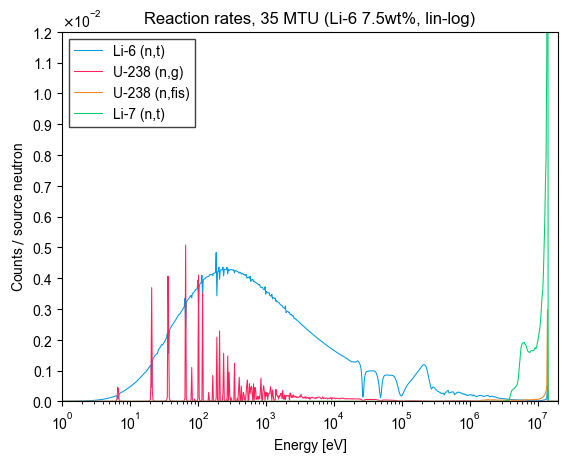 Reaction rates, 35 MTU (Li-6 7.5wt%, lin-log)
×10⁻²
Li-6 (n,t)
U-238 (n,g)
U-238 (n,fis)
Li-7 (n,t)
Counts / source neutron
1.2
1.1
1.0
0.9
0.8
0.7
0.6
0.5
0.4
0.3
0.2
0.1
0.0
10⁰ 10¹ 10² 10³ 10⁴ 10⁵ 10⁶ 10⁷
Energy [eV]